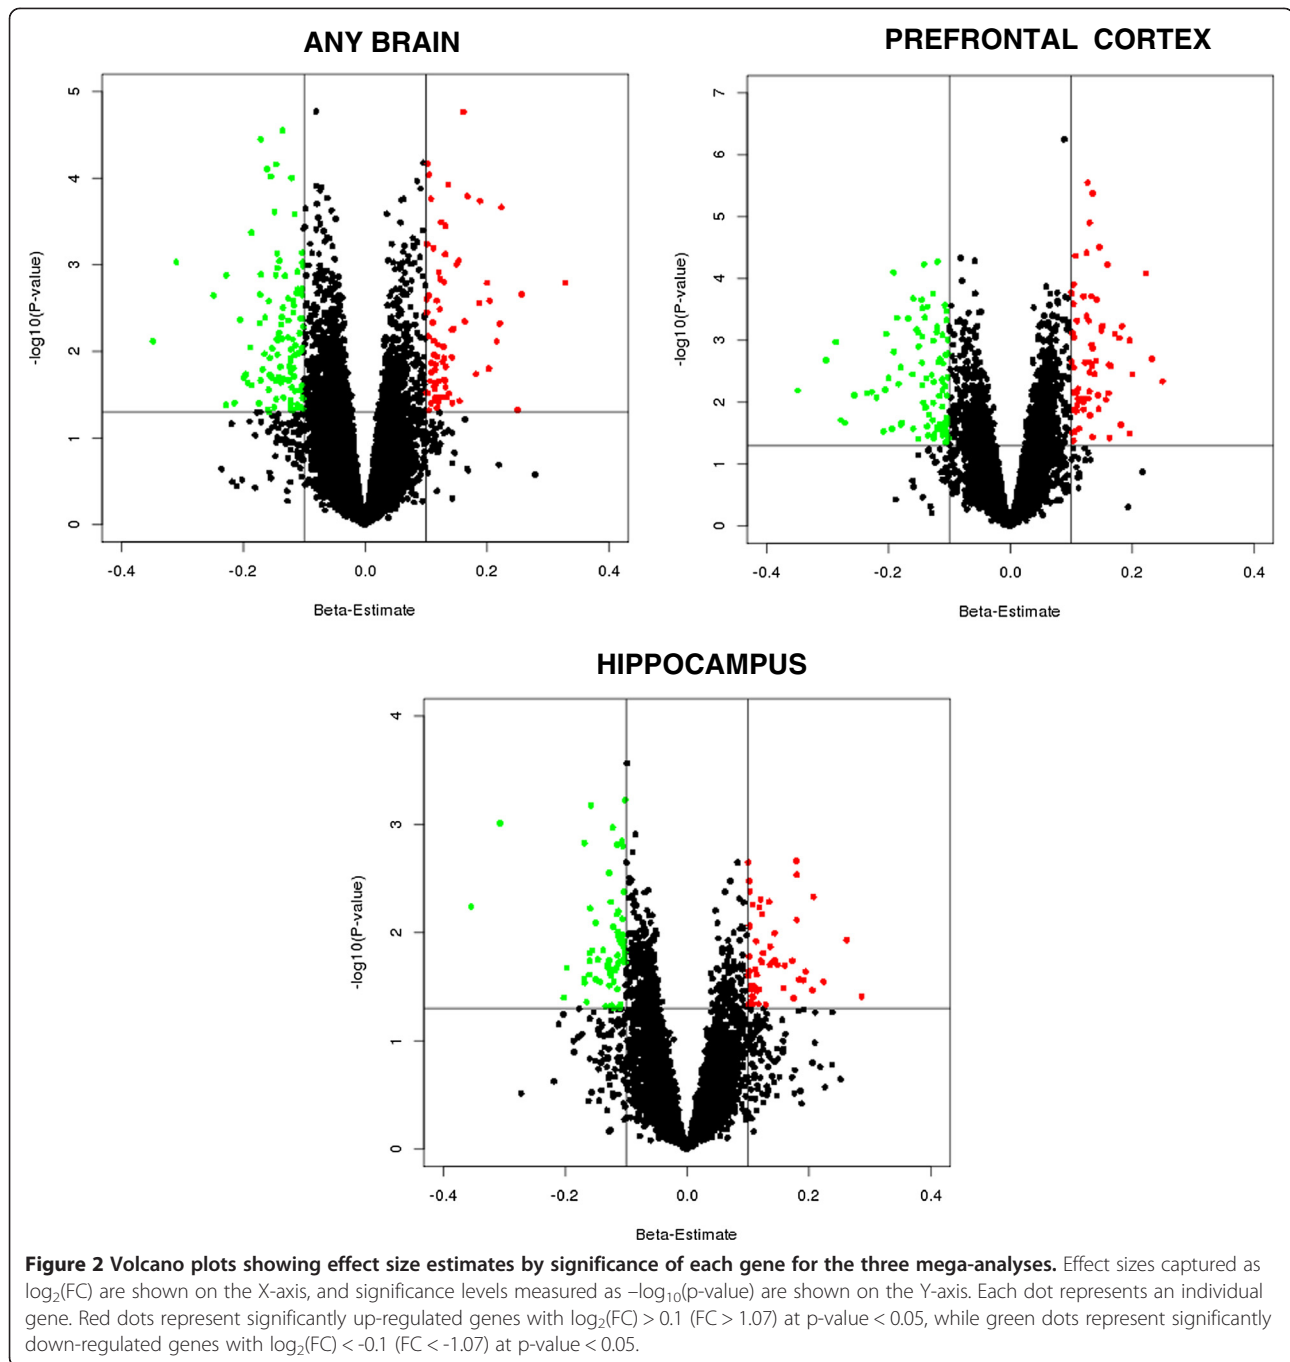 ANY BRAIN
5
4
3
2
1
0
-log10(P-value)
-0.4 -0.2 0.0 0.2 0.4
Beta-Estimate
PREFRONTAL CORTEX
7
6
5
4
3
2
1
0
-log10(P-value)
-0.4 -0.2 0.0 0.2 0.4
Beta-Estimate
HIPPOCAMPUS
4
3
2
1
0
-log10(P-value)
-0.4 -0.2 0.0 0.2 0.4
Beta-Estimate
Figure 2 Volcano plots showing effect size estimates by significance of each gene for the three mega-analyses. Effect sizes captured as
log₂(FC) are shown on the X-axis, and significance levels measured as –log₁₀(p-value) are shown on the Y-axis. Each dot represents an individual
gene. Red dots represent significantly up-regulated genes with log₂(FC) > 0.1 (FC > 1.07) at p-value < 0.05, while green dots represent significantly
down-regulated genes with log₂(FC) < -0.1 (FC < -1.07) at p-value < 0.05.